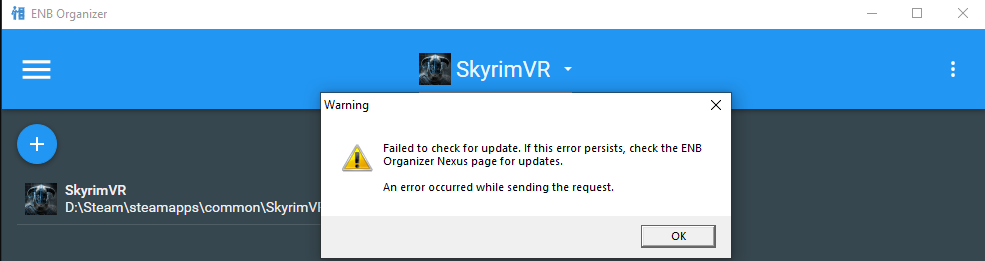 ENB Organizer
SkyrimVR
Warning
Failed to check for update. If this error persists, check the ENB
Organizer Nexus page for updates.
An error occurred while sending the request.
SkyrimVR
D:\Steam\steamapps\common\SkyrimV
OK